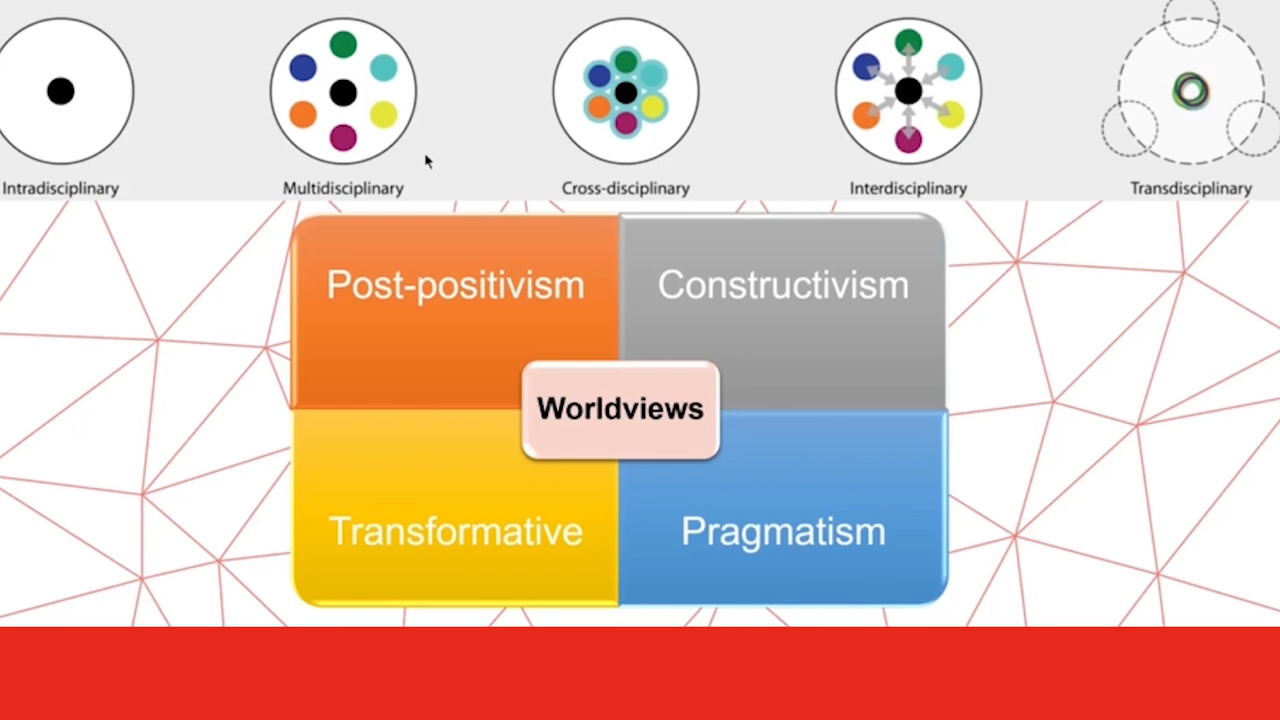 Intradisciplinary
Multidisciplinary
Cross-disciplinary
Interdisciplinary
Transdisciplinary
Post-positivism
Constructivism
Worldviews
Transformative
Pragmatism